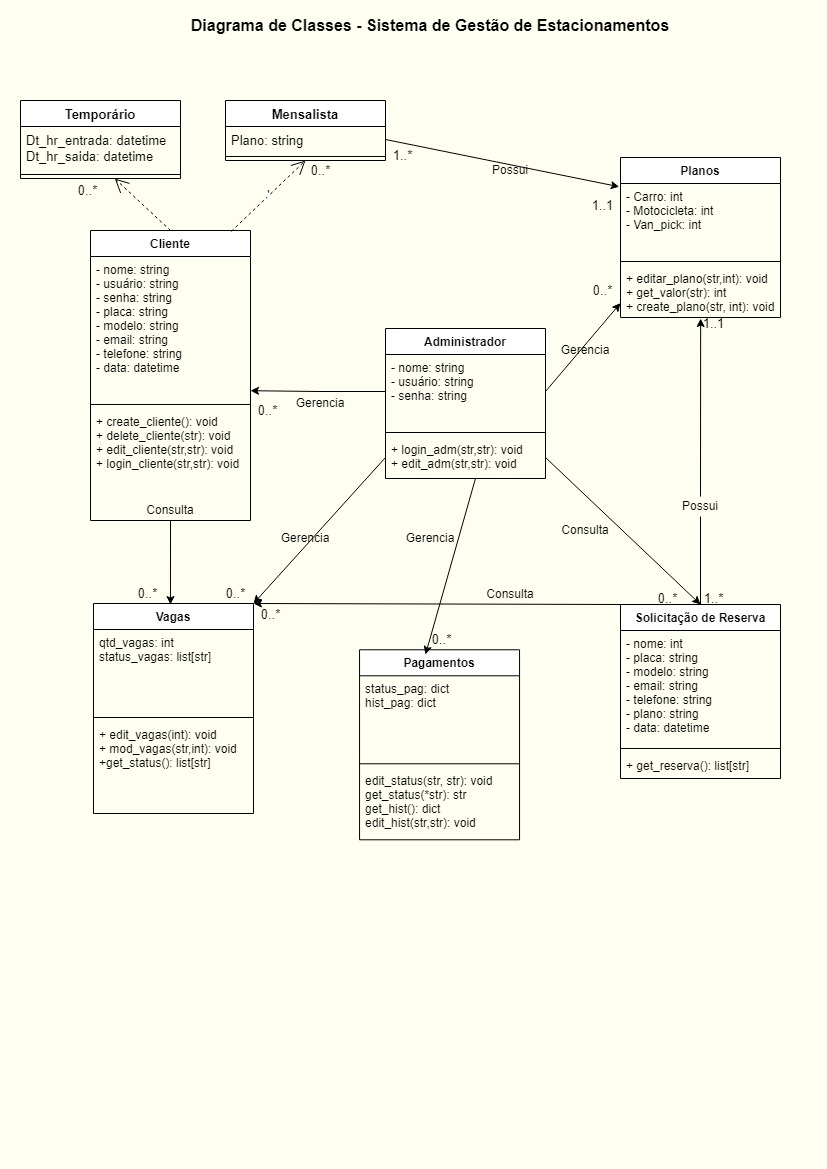 Diagrama de Classes - Sistema de Gestão de Estacionamentos
Temporário
Dt_hr_entrada: datetime
Dt_hr_saida: datetime
0..*
Mensalista
Plano: string
0..*
1..*
Possui
1..1
Planos
- Carro: int
- Motocicleta: int
- Van_pick: int
+ editar_plano(str,int): void
+ get_valor(str): int
+ create_plano(str, int): void
0..*
1..1
Gerencia
Cliente
- nome: string
- usuário: string
- senha: string
- placa: string
- modelo: string
- email: string
- telefone: string
- data: datetime
+ create_cliente(): void
+ delete_cliente(str): void
+ edit_cliente(str,str): void
+ login_cliente(str,str): void
Consulta
0..*
Gerencia
0..*
Administrador
- nome: string
- usuário: string
- senha: string
+ login_adm(str,str): void
+ edit_adm(str,str): void
Gerencia
0..*
Gerencia
0..*
Consulta
0..*
Possui
1..*
Consulta
0..*
Vagas
qtd_vagas: int
status_vagas: list[str]
+ edit_vagas(int): void
+ mod_vagas(str,int): void
+get_status(): list[str]
Pagamentos
status_pag: dict
hist_pag: dict
edit_status(str, str): void
get_status(*str): str
get_hist(): dict
edit_hist(str,str): void
Solicitação de Reserva
- nome: int
- placa: string
- modelo: string
- email: string
- telefone: string
- plano: string
- data: datetime
+ get_reserva(): list[str]